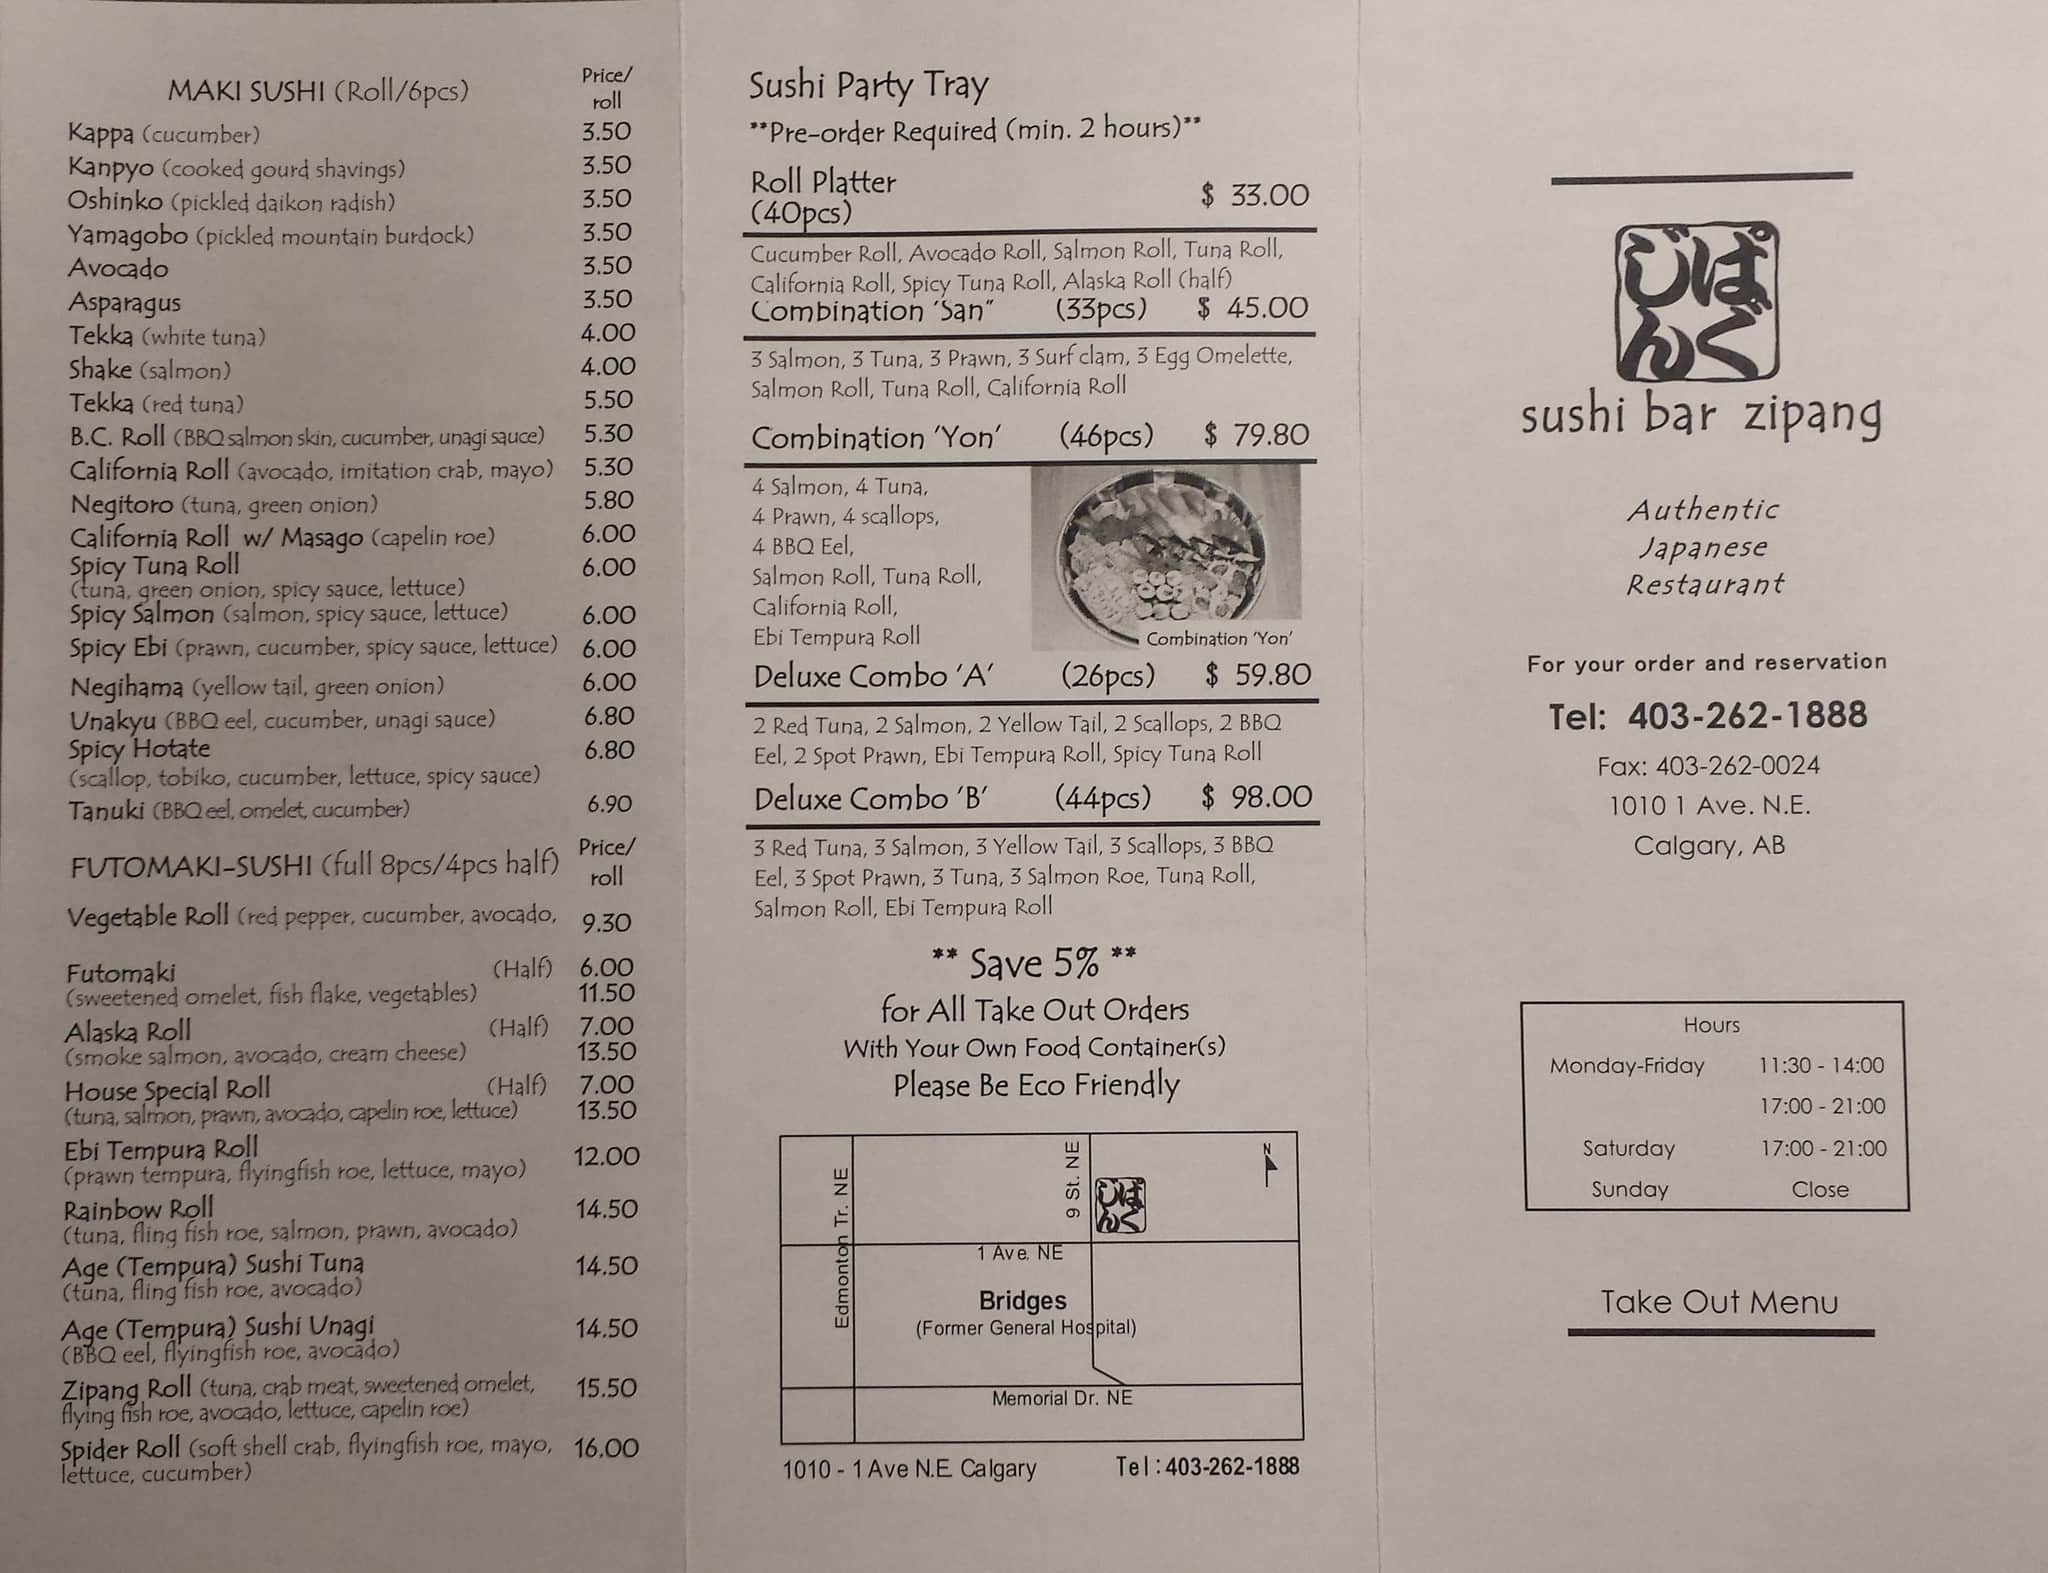 MAKI SUSHI (Roll/6pcs) Price/
roll
Kappa (cucumber) 3.50
Kanpyo (cooked gourd shavings) 3.50
Oshinko (pickled daikon radish) 3.50
Yamagobo (pickled mountain burdock) 3.50
Avocado 3.50
Asparagus 3.50
Tekka (white tuna) 4.00
Shake (salmon) 4.00
Tekka (red tuna) 5.50
B.C. Roll (BBQ salmon skin, cucumber, unagi sauce) 5.30
California Roll (avocado, imitation crab, mayo) 5.30
Negitoro (tuna, green onion) 5.80
California Roll w/ Masago (capelin roe) 6.00
Spicy Tuna Roll 6.00
(tuna, green onion, spicy sauce, lettuce)
Spicy Salmon (salmon, spicy sauce, lettuce) 6.00
Spicy Ebi (prawn, cucumber, spicy sauce, lettuce) 6.00
Negihama (yellow tail, green onion) 6.00
Unakyu (BBQ eel, cucumber, unagi sauce) 6.80
Spicy Hotate 6.80
(scallop, tobiko, cucumber, lettuce, spicy sauce)
Tanuki (BBQ eel, omelet, cucumber) 6.90
FUTOMAKI-SUSHI (full 8pcs/4pcs half) Price/
roll
Vegetable Roll (red pepper, cucumber, avocado, 9.30
Futomaki (Half) 6.00
(sweetened omelet, fish flake, vegetables) 11.50
Alaska Roll (Half) 7.00
(smoke salmon, avocado, cream cheese) 13.50
House Special Roll (Half) 7.00
(tuna, salmon, prawn, avocado, capelin roe, lettuce) 13.50
Ebi Tempura Roll 12.00
(prawn tempura, flyingfish roe, lettuce, mayo)
Rainbow Roll 14.50
(tuna, fling fish roe, salmon, prawn, avocado)
Age (Tempura) Sushi Tuna 14.50
(tuna, fling fish roe, avocado)
Age (Tempura) Sushi Unagi 14.50
(BBQ eel, flyingfish roe, avocado)
Zipang Roll (tuna, crab meat, sweetened omelet, 15.50
flying fish roe, avocado, lettuce, capelin roe)
Spider Roll (soft shell crab, flyingfish roe, mayo, 16.00
lettuce, cucumber)
Sushi Party Tray
**Pre-order Required (min. 2 hours)**
Roll Platter $ 33.00
(40pcs)
Cucumber Roll, Avocado Roll, Salmon Roll, Tuna Roll,
California Roll, Spicy Tuna Roll, Alaska Roll (half)
Combination 'San" (33pcs) $ 45.00
3 Salmon, 3 Tuna, 3 Prawn, 3 Surf clam, 3 Egg Omelette,
Salmon Roll, Tuna Roll, California Roll
Combination 'Yon' (46pcs) $ 79.80
4 Salmon, 4 Tuna,
4 Prawn, 4 scallops,
4 BBQ Eel,
Salmon Roll, Tuna Roll,
California Roll,
Ebi Tempura Roll
Combination 'Yon'
Deluxe Combo 'A' (26pcs) $ 59.80
2 Red Tuna, 2 Salmon, 2 Yellow Tail, 2 Scallops, 2 BBQ
Eel, 2 Spot Prawn, Ebi Tempura Roll, Spicy Tuna Roll
Deluxe Combo 'B' (44pcs) $ 98.00
3 Red Tuna, 3 Salmon, 3 Yellow Tail, 3 Scallops, 3 BBQ
Eel, 3 Spot Prawn, 3 Tuna, 3 Salmon Roe, Tuna Roll,
Salmon Roll, Ebi Tempura Roll
** Save 5% **
for All Take Out Orders
With Your Own Food Container(s)
Please Be Eco Friendly
Edmonton Tr. NE
9 St. NE
じぱんぐ
N
1 Ave. NE
Bridges
(Former General Hospital)
Memorial Dr. NE
1010 - 1 Ave N.E. Calgary Tel : 403-262-1888
じぱんぐ
sushi bar zipang
Authentic
Japanese
Restaurant
For your order and reservation
Tel: 403-262-1888
Fax: 403-262-0024
1010 1 Ave. N.E.
Calgary, AB
Hours
Monday-Friday 11:30 - 14:00
17:00 - 21:00
Saturday 17:00 - 21:00
Sunday Close
Take Out Menu